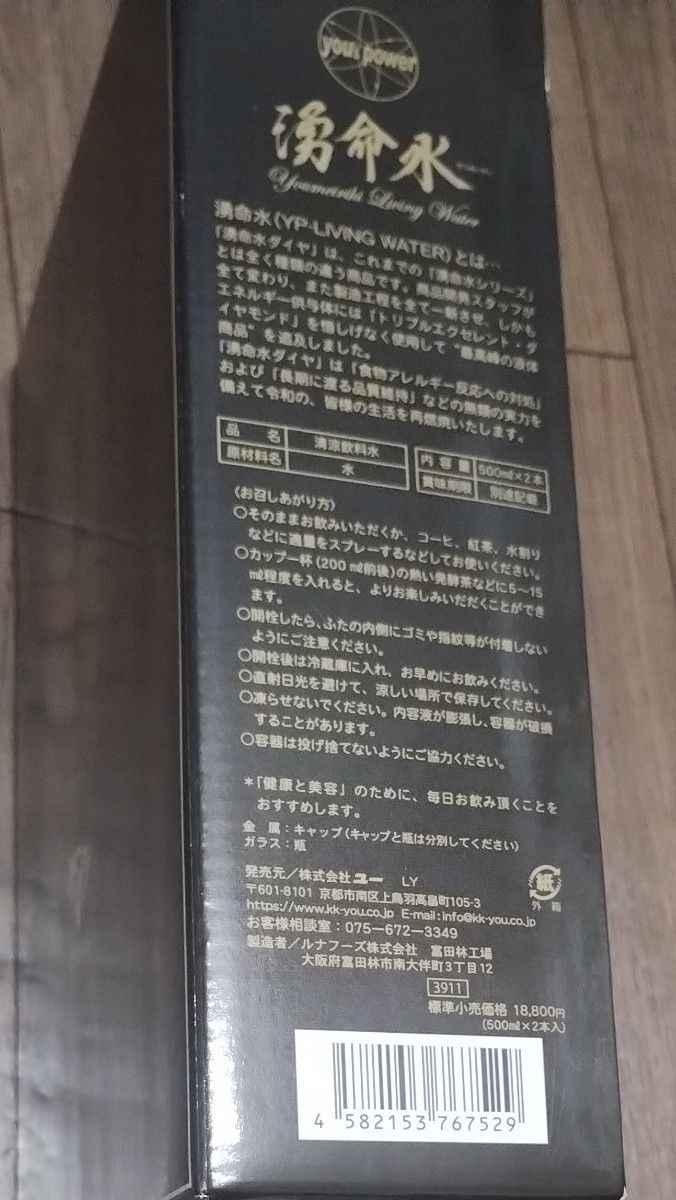 you's power
湧命水
Living Water
湧命水(YP-LIVING WATER)とは…
「湧命水ダイヤ」は、これまでの「湧命水シリーズ」
とは全く種類の違う商品です。商品開発スタッフが
全て変わり、また製造工程を全て一新させ、しかも
エネルギー供与体には「トリプルエクセレント・ダ
イヤモンド」を惜しげなく使用して“最高峰の液体
商品”を追及しました。
「湧命水ダイヤ」は「食物アレルギー反応への対処」
および「長期に渡る品質維持」などの無類の実力を
備えて令和の、皆様の生活を再燃焼いたします。
品名 清涼飲料水 内容量 500㎖×2本
原材料名 水 賞味期限 別途記載
〈お召しあがり方〉
○そのままお飲みいただくか、コーヒ、紅茶、水割り
などに適量をスプレーするなどしてお使いください。
○カップ一杯(200㎖前後)の熱い発酵茶などに5〜15
㎖程度を入れると、よりお楽しみいただくことができ
ます。
○開栓したら、ふたの内側にゴミや指紋等が付着しない
ようにご注意ください。
○開栓後は冷蔵庫に入れ、お早めにお飲みください。
○直射日光を避けて、涼しい場所で保存してください。
○凍らせないでください。内容液が膨張し、容器が破損
することがあります。
○容器は投げ捨てないようにご協力ください。
*「健康と美容」のために、毎日お飲み頂くことを
おすすめします。
金属:キャップ(キャップと瓶は分別してください)
ガラス:瓶
紙
外箱
発売元/株式会社ユー LY
〒601-8101 京都市南区上鳥羽高畠町105-3
https://www.kk-you.co.jp E-mail:info@kk-you.co.jp
お客様相談室:075-672-3349
製造者/ルナフーズ株式会社 富田林工場
大阪府富田林市南大伴町3丁目12
3911
標準小売価格 18,800円
(500㎖×2本入)
4 582153 767529